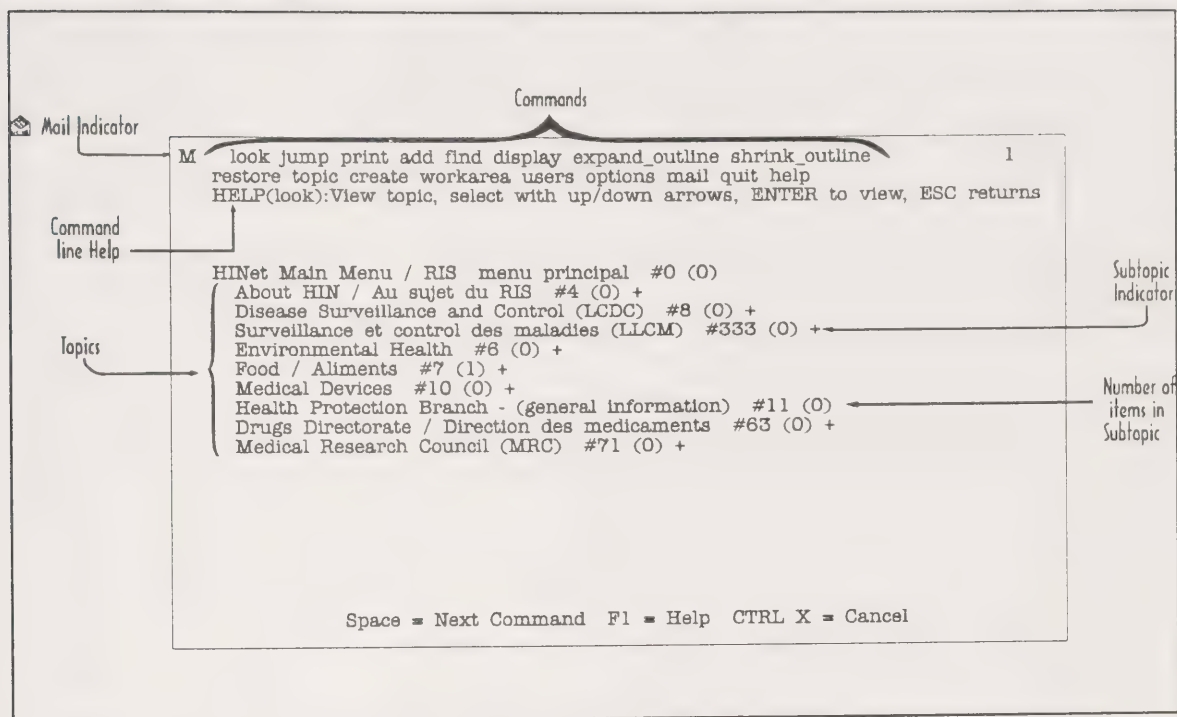 Commands
Mail Indicator
M look jump print add find display expand_outline shrink_outline 1
restore topic create workarea users options mail quit help
HELP(look):View topic, select with up/down arrows, ENTER to view, ESC returns
Command
line Help
HINet Main Menu / RIS menu principal #0 (0)
About HIN / Au sujet du RIS #4 (0) +
Disease Surveillance and Control (LCDC) #8 (0) +
Surveillance et control des maladies (LLCM) #333 (0) +
Environmental Health #6 (0) +
Food / Aliments #7 (1) +
Medical Devices #10 (0) +
Health Protection Branch - (general information) #11 (0)
Drugs Directorate / Direction des medicaments #63 (0) +
Medical Research Council (MRC) #71 (0) +
Topics
Subtopic
Indicator
Number of
items in
Subtopic
Space = Next Command F1 = Help CTRL X = Cancel